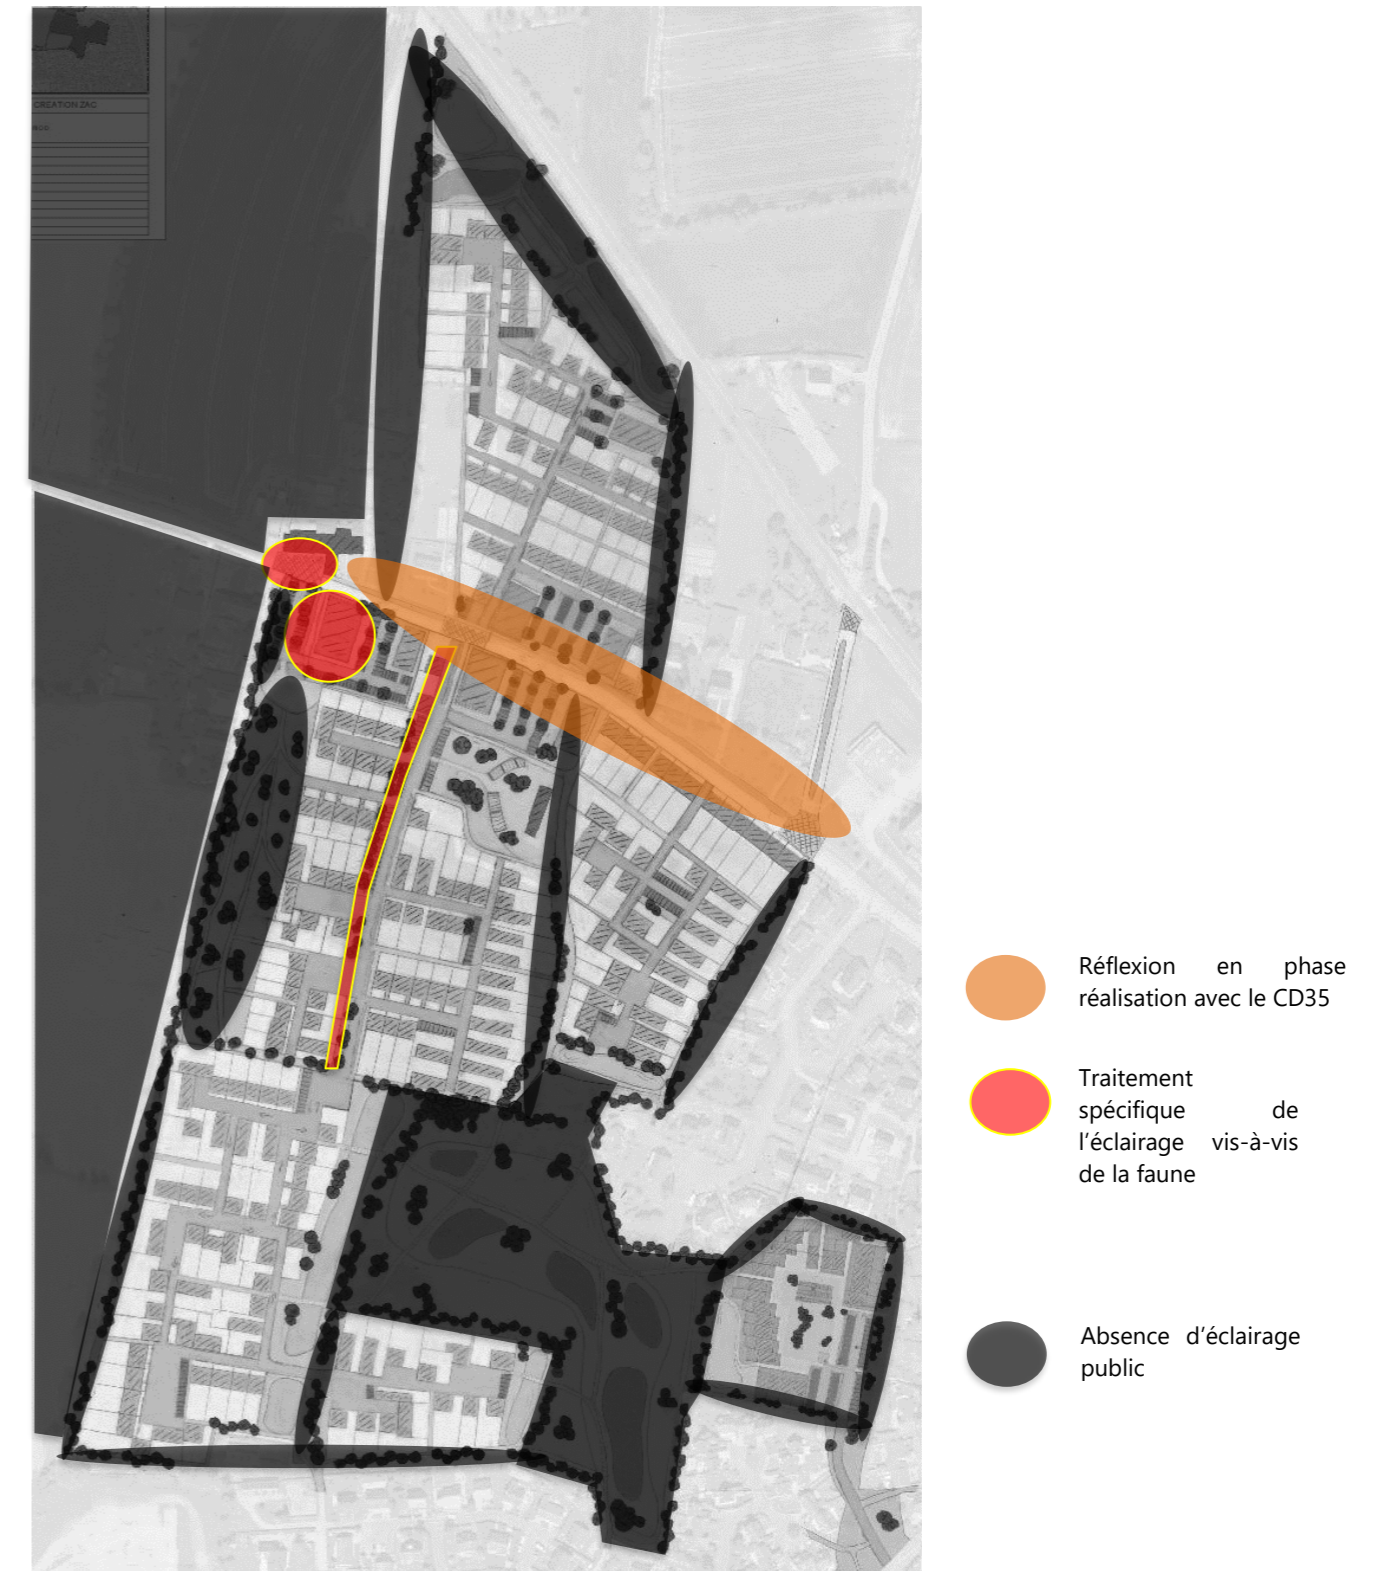 CREATION ZAC
Réflexion en phase
réalisation avec le CD35
Traitement
spécifique de
l’éclairage vis-à-vis
de la faune
Absence d’éclairage
public